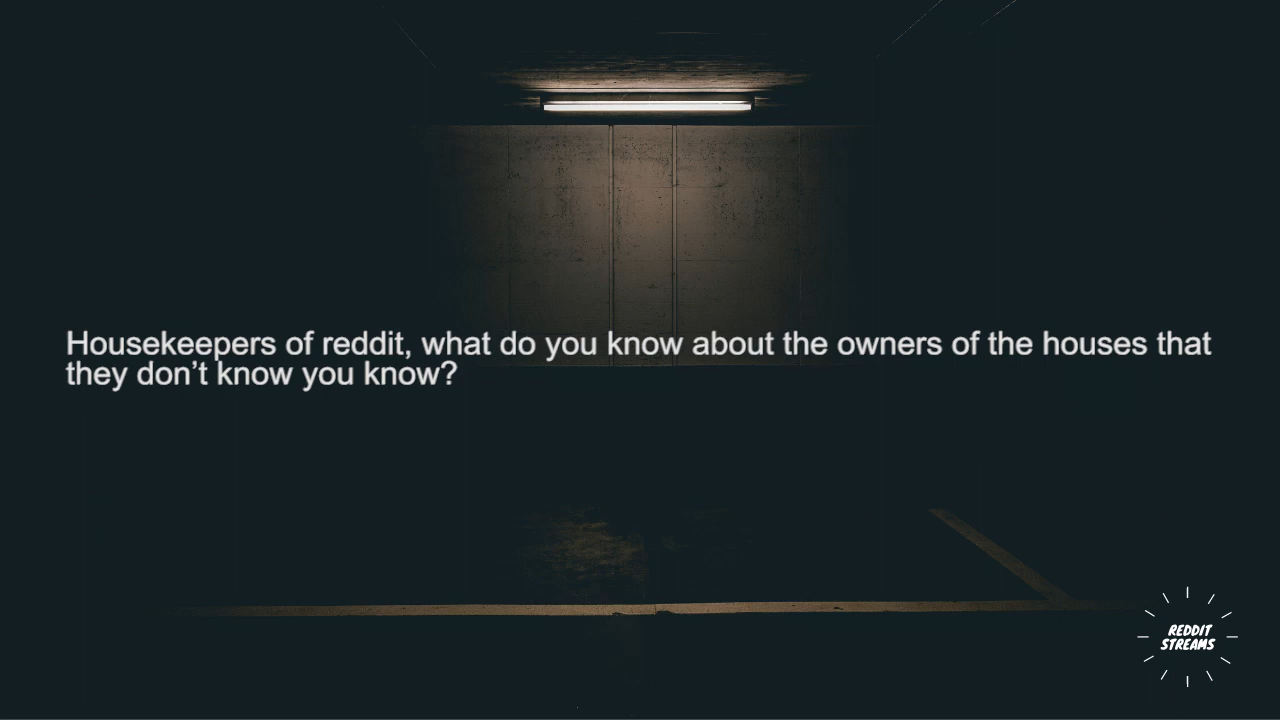 Housekeepers of reddit, what do you know about the owners of the houses that
they don’t know you know?
REDDIT
STREAMS